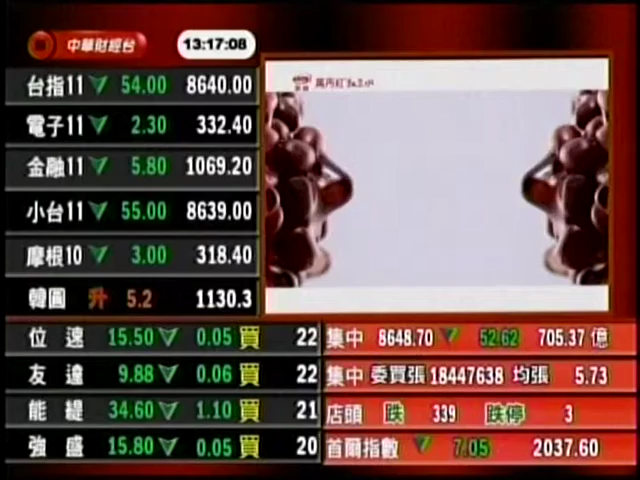 中華財經台 13:17:08
台指11 54.00 8640.00
電子11 2.30 332.40
金融11 5.80 1069.20
小台11 55.00 8639.00
摩根10 3.00 318.40
韓圓 升 5.2 1130.3
位速 15.50 0.05 買 22
友達 9.88 0.06 買 22
能緹 34.60 1.10 買 21
強盛 15.80 0.05 買 20
集中 8648.70 52.62 705.37 億
集中 委買張 18447638 均張 5.73
店頭 跌 339 跌停 3
首爾指數 7.05 2037.60